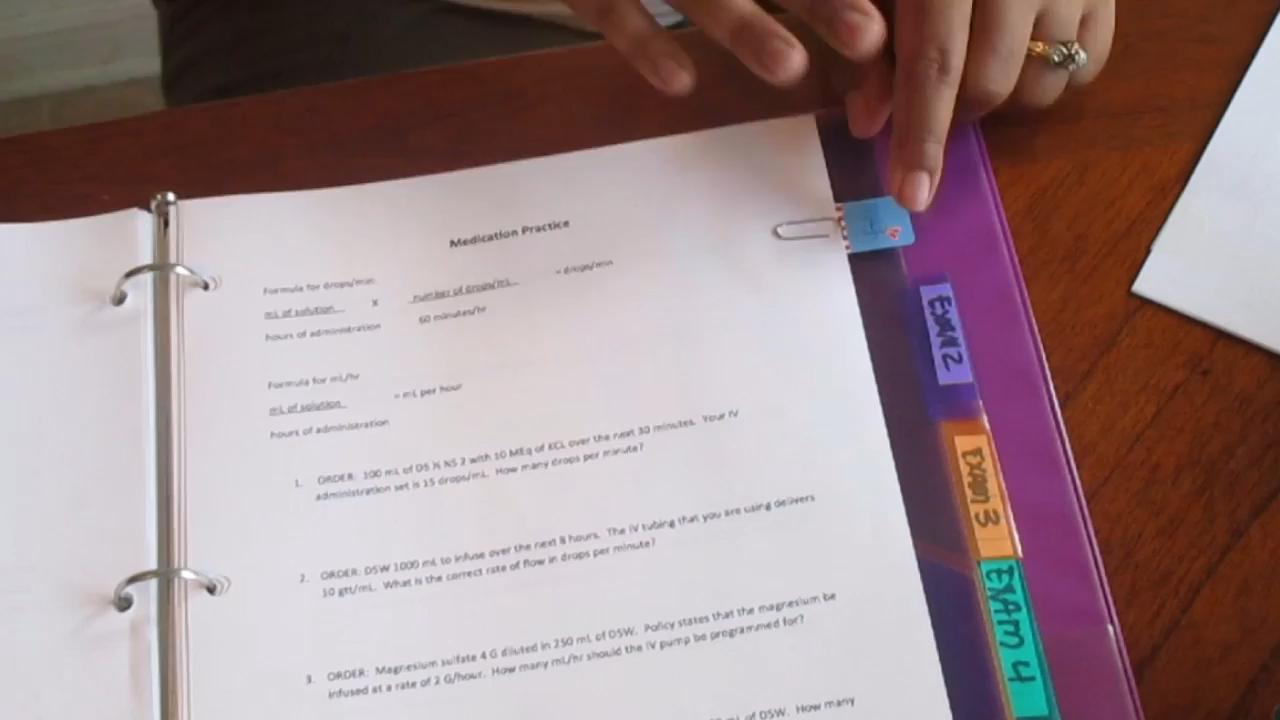 Medication Practice
Formula for drops/min
mL of solution X number of drops/mL = drops/min
hours of administration 60 minutes/hr
Formula for mL/hr
mL of solution = mL per hour
hours of administration
1. ORDER: 100 mL of D5 ½ NS 2 with 10 MEq of KCL over the next 30 minutes. Your IV
administration set is 15 drops/mL. How many drops per minute?
2. ORDER: D5W 1000 mL to infuse over the next 8 hours. The IV tubing that you are using delivers
10 gtt/mL. What is the correct rate of flow in drops per minute?
3. ORDER: Magnesium sulfate 4 G diluted in 250 mL of D5W. Policy states that the magnesium be
infused at a rate of 2 G/hour. How many mL/hr should the IV pump be programmed for?
mL of D5W. How many
EXAM 2
EXAM 3
EXAM 4